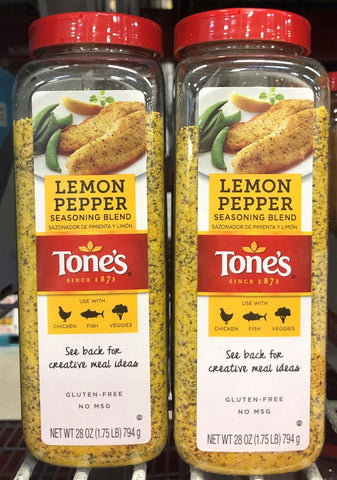 LEMON
PEPPER
SEASONING BLEND
SAZONADOR DE PIMIENTA Y LIMÓN
Tone's
SINCE 1873
USE WITH
CHICKEN FISH VEGGIES
See back for
creative meal ideas
GLUTEN-FREE
NO MSG
NET WT 28 OZ (1.75 LB) 794 g
LEMON
PEPPER
SEASONING BLEND
SAZONADOR DE PIMIENTA Y LIMÓN
Tone's
SINCE 1873
USE WITH
CHICKEN FISH VEGGIES
See back for
creative meal ideas
GLUTEN-FREE
NO MSG
NET WT 28 OZ (1.75 LB) 794 g